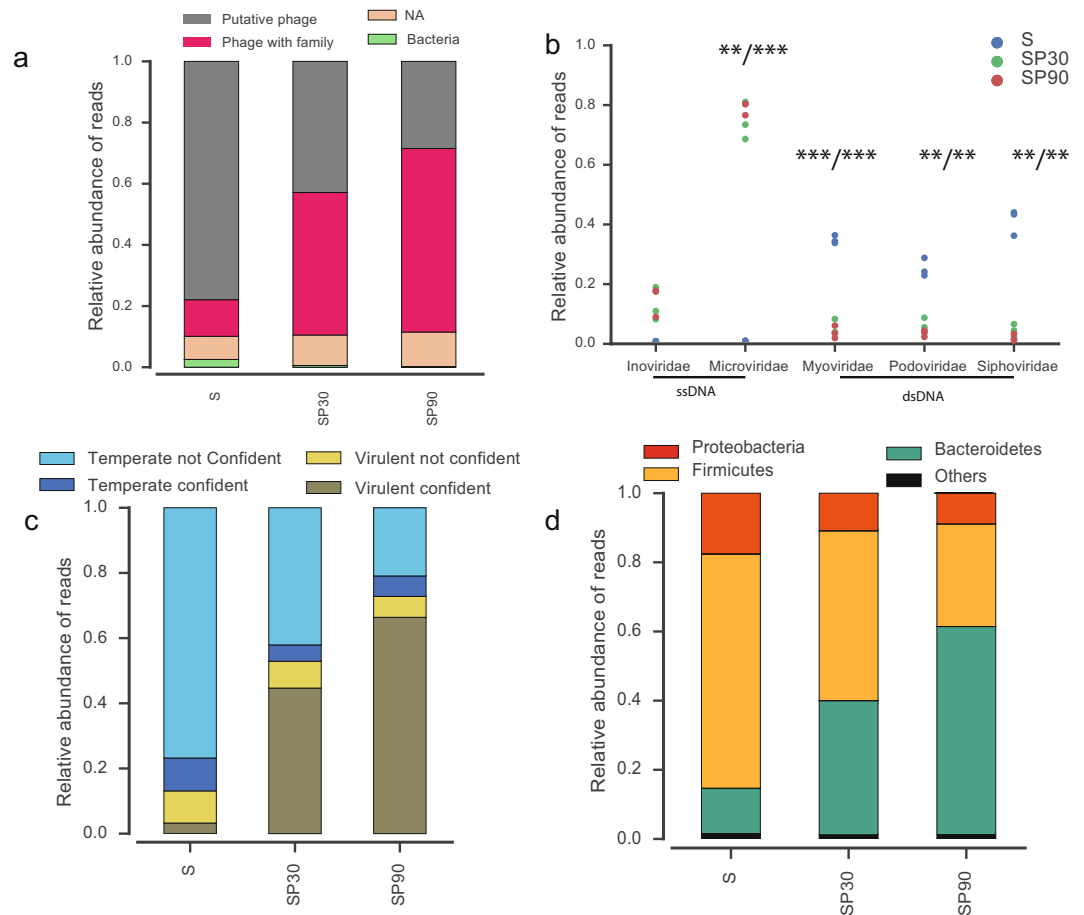 a
Putative phage
NA
Phage with family
Bacteria
Relative abundance of reads
1.0
0.8
0.6
0.4
0.2
0.0
S
SP30
SP90
b
S
SP30
SP90
Relative abundance of reads
1.0
0.8
0.6
0.4
0.2
0.0
**/***
***/***
**/**
**/**
Inoviridae
Microviridae
Myoviridae
Podoviridae
Siphoviridae
ssDNA
dsDNA
c
Temperate not Confident
Virulent not confident
Temperate confident
Virulent confident
Relative abundance of reads
1.0
0.8
0.6
0.4
0.2
0.0
S
SP30
SP90
d
Proteobacteria
Bacteroidetes
Firmicutes
Others
Relative abundance of reads
1.0
0.8
0.6
0.4
0.2
0.0
S
SP30
SP90